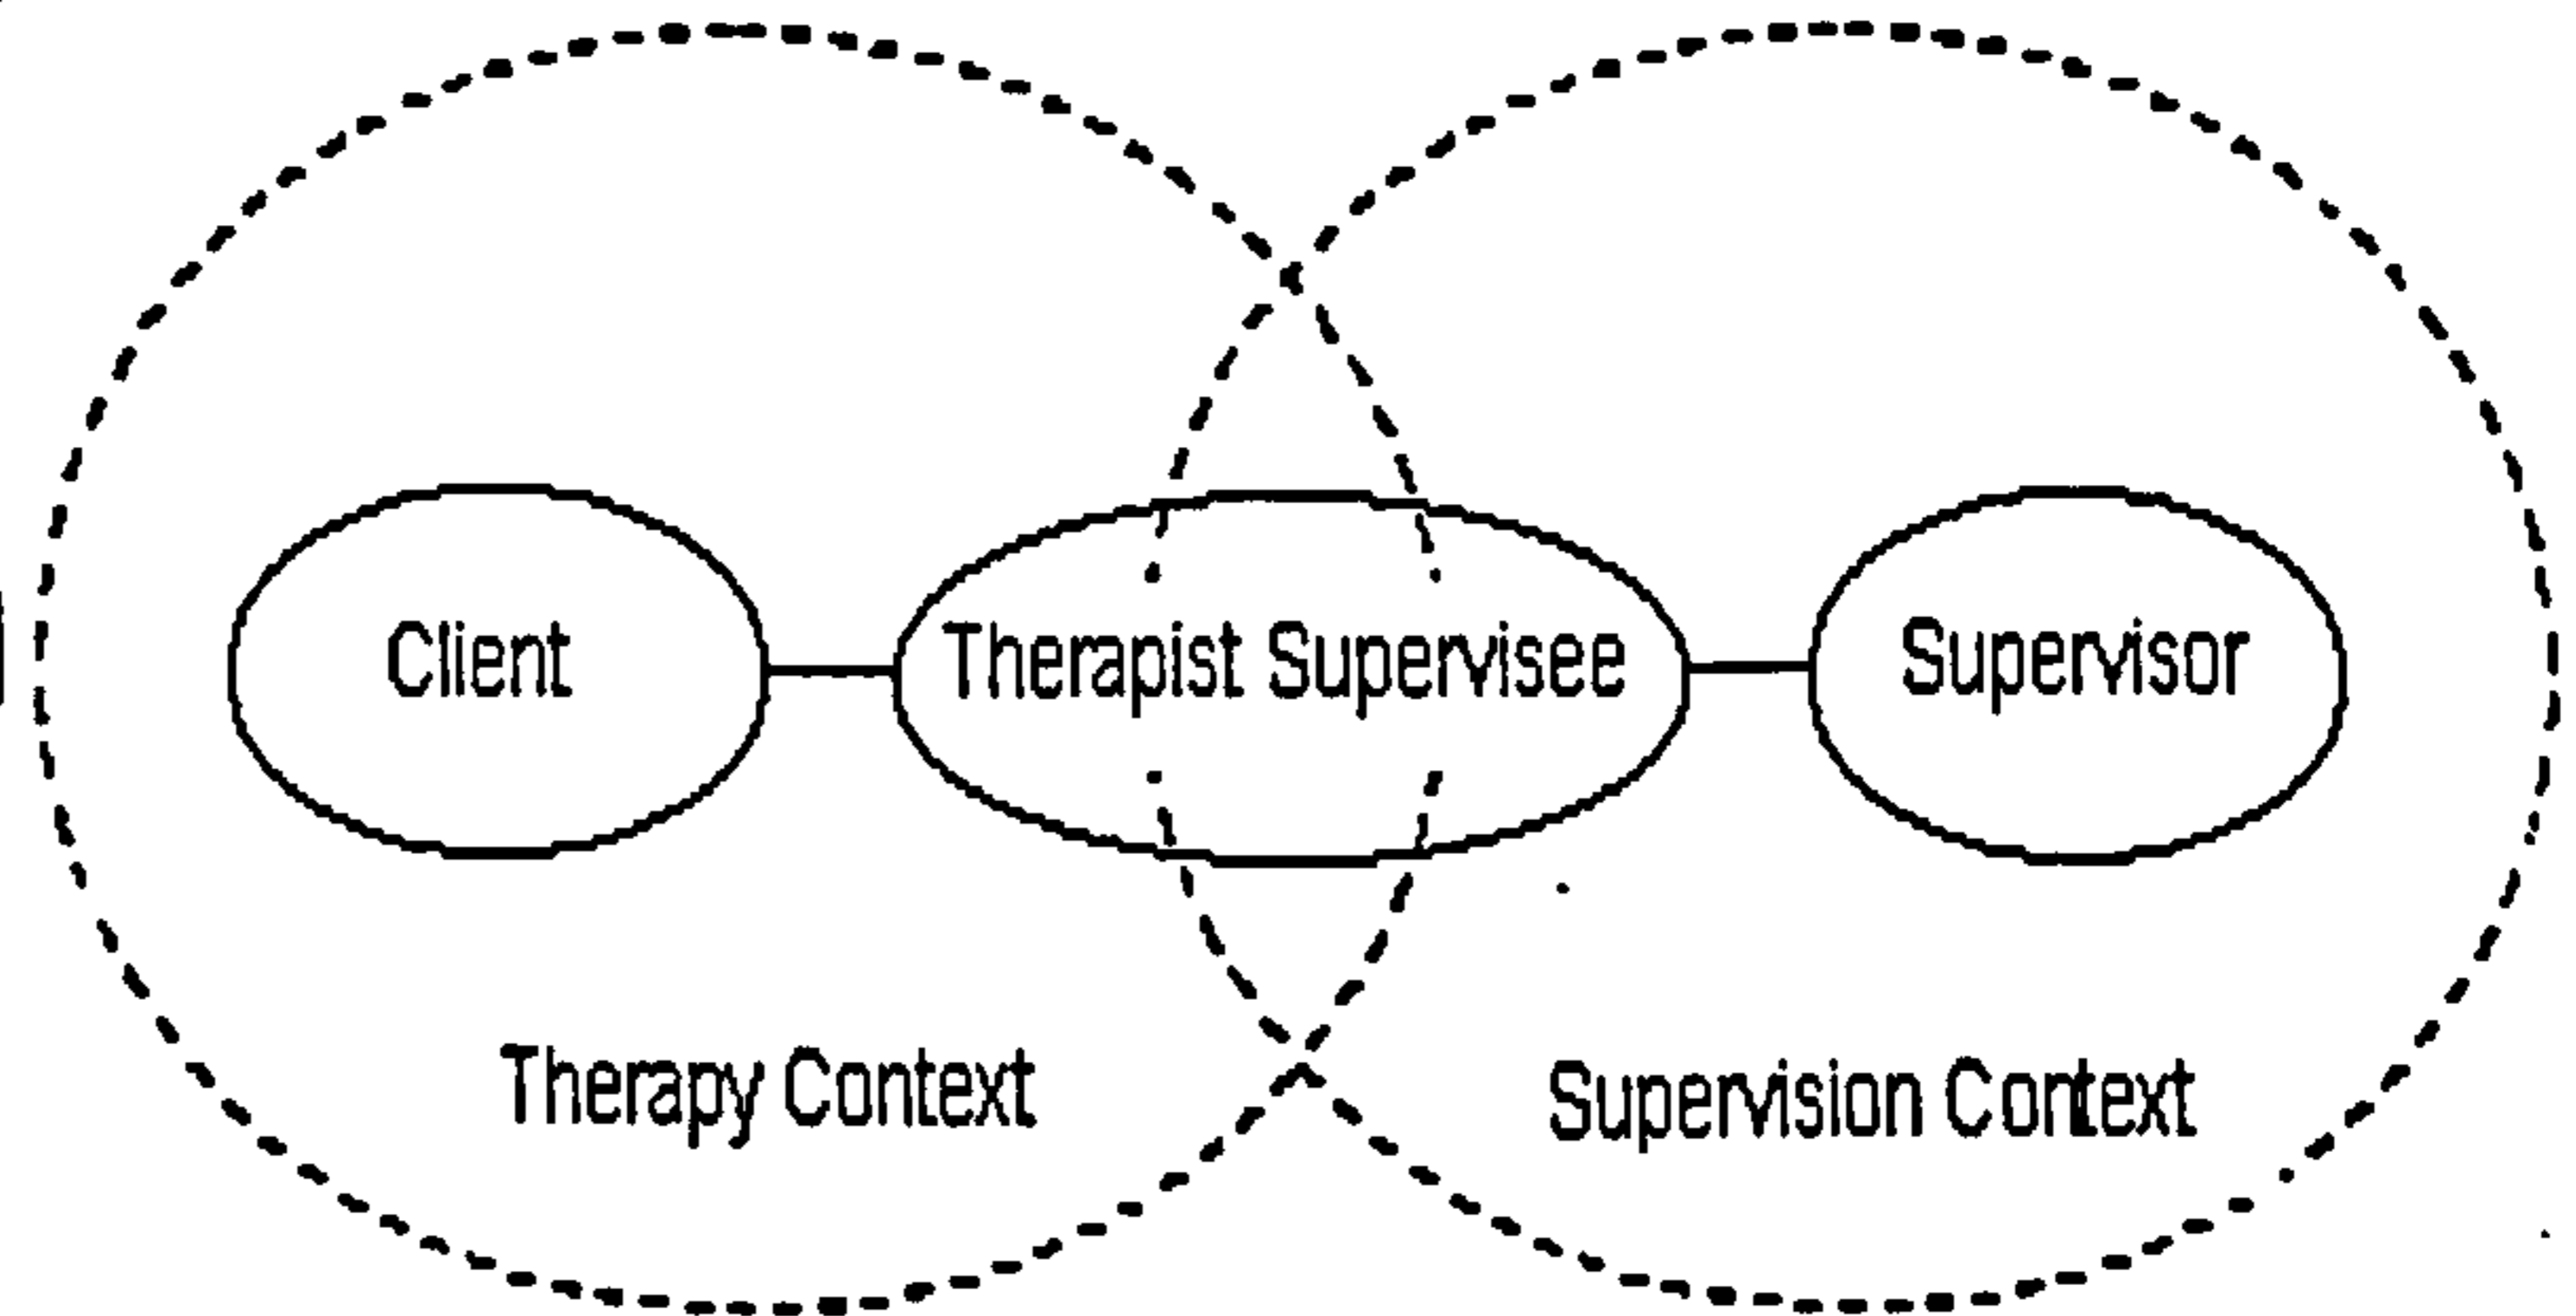 Client
Therapist Supervisee
Supervisor
Therapy Context
Supervision Context